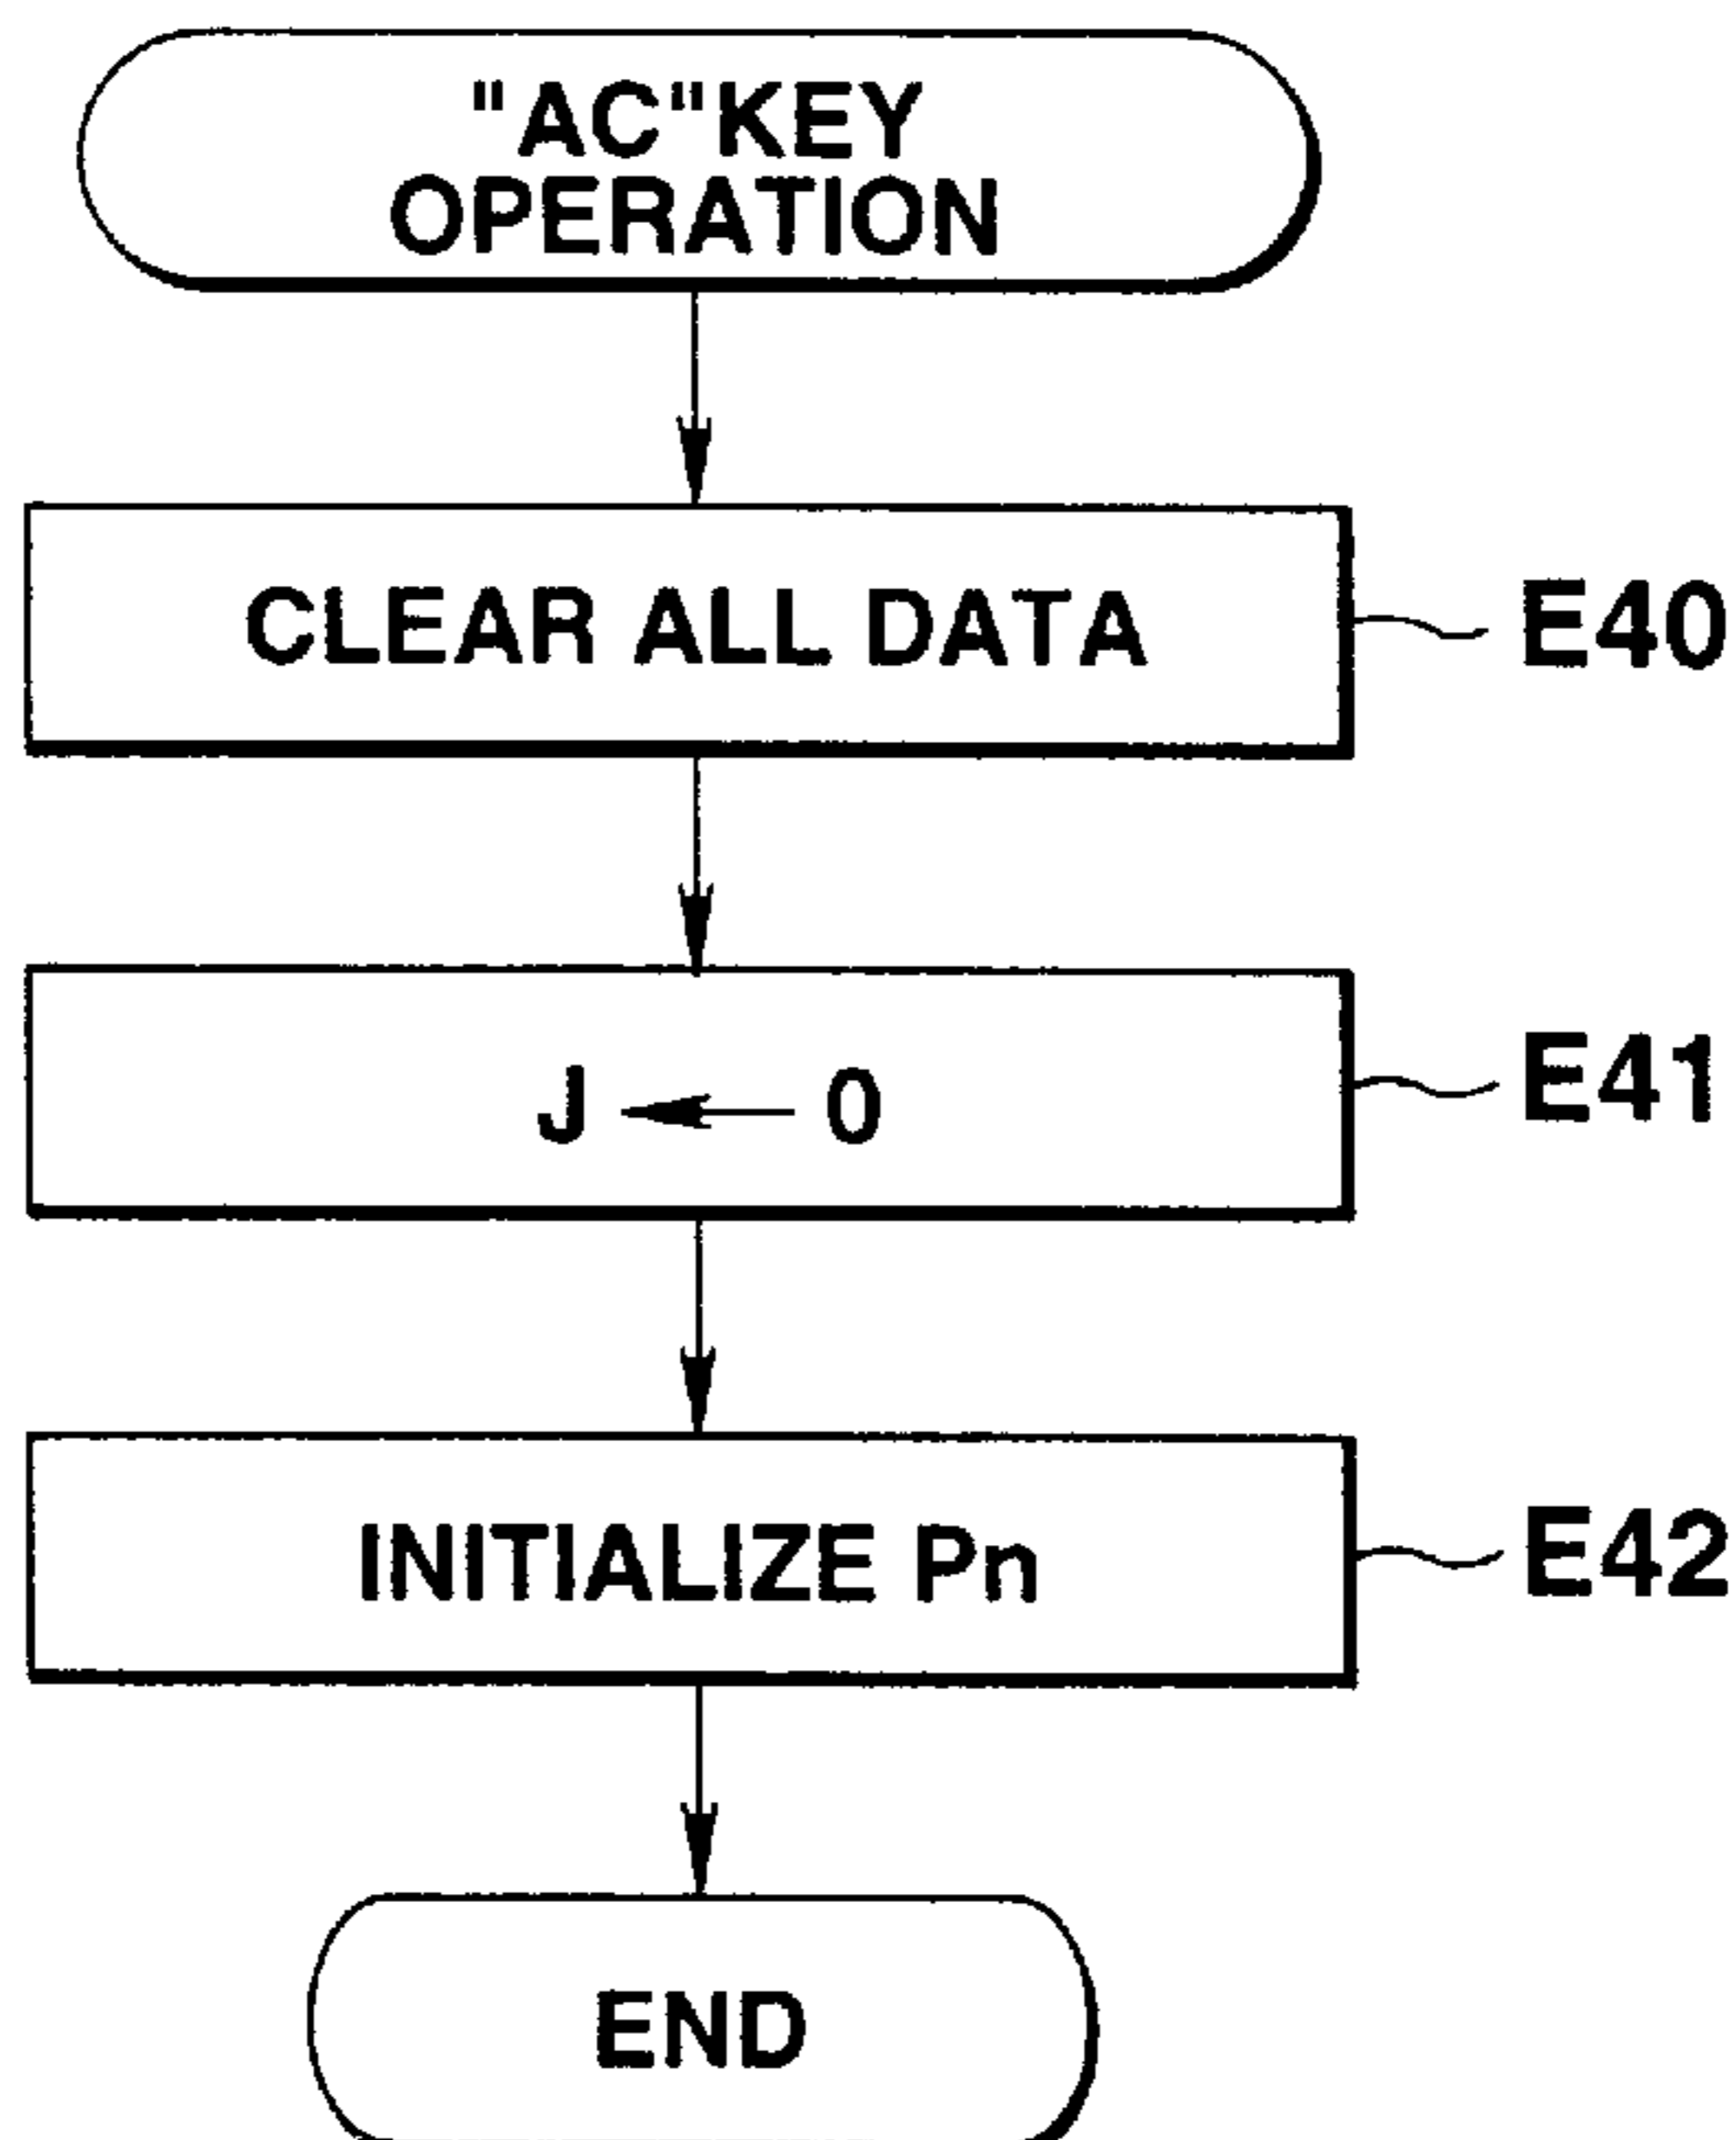 "AC"KEY
OPERATION
CLEAR ALL DATA
E40
J ← 0
E41
INITIALIZE Pn
E42
END